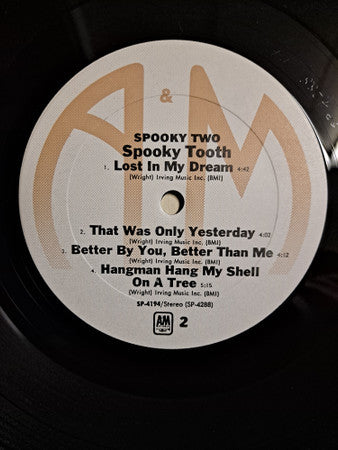 A & M
SPOOKY TWO
Spooky Tooth
1. Lost In My Dream 4:42
(Wright) Irving Music Inc. (BMI)
2. That Was Only Yesterday 4:02
(Wright) Irving Music Inc. (BMI)
3. Better By You, Better Than Me 4:12
(Wright) Irving Music Inc. (BMI)
4. Hangman Hang My Shell
On A Tree 5:15
(Wright) Irving Music Inc. (BMI)
SP-4194/Stereo (SP-4288)
AM 2